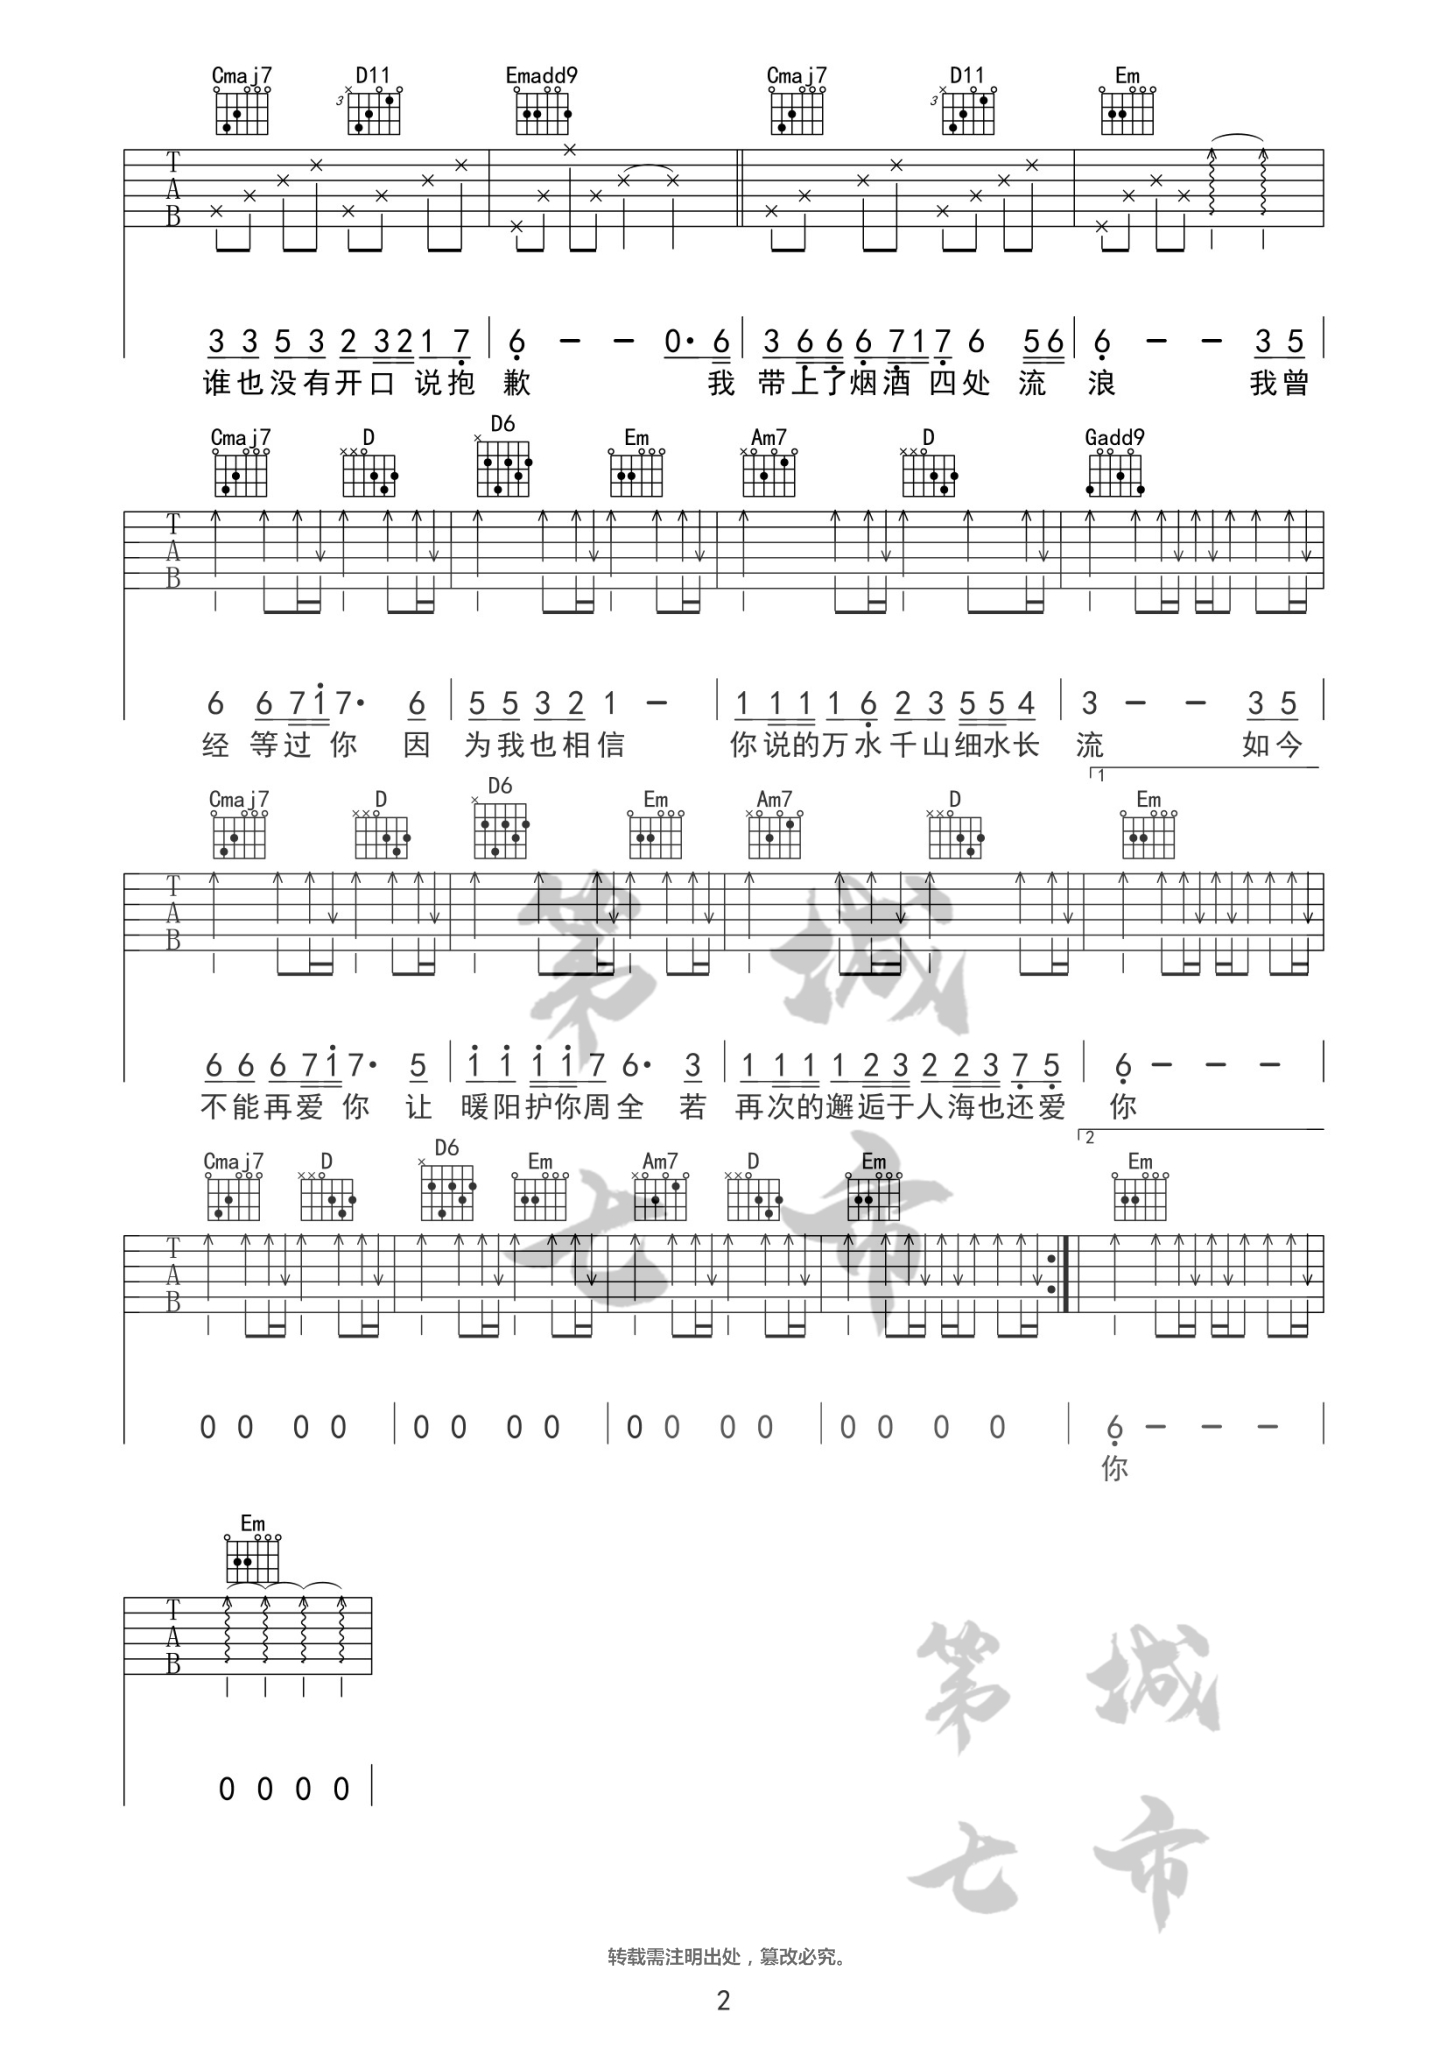 Cmaj7 D11 Emadd9 Cmaj7 D11 Em
3 3
T
A
B
3 3 5 3 2 3 2 1 7 | 6 - - 0· 6 | 3 6 6 6 7 1 7 6 5 6 | 6 - - 3 5 |
谁也没有开口说抱歉 我带上了烟酒四处流浪 我曾
Cmaj7 D D6 Em Am7 D Gadd9
T
A
B
6 6 7 1 7· 6 | 5 5 3 2 1 - | 1 1 1 1 6 2 3 5 5 4 | 3 - - 3 5 |
经等过你因为我也相信 你说的万水千山细水长流 如今
1
Cmaj7 D D6 Em Am7 D Em
T
A
B
6 6 6 7 1 7· 5 | 1 1 1 1 7 6· 3 | 1 1 1 1 2 3 2 2 3 7 5 | 6 - - - |
不能再爱你让暖阳护你周全若再次的邂逅于人海也还爱你
2
Cmaj7 D D6 Em Am7 D Em Em
T
A
B
0 0 0 0 | 0 0 0 0 | 0 0 0 0 | 0 0 0 0 | 6 - - - |
你
Em
T
A
B
0 0 0 0 |
第七城市
第七城市
转载需注明出处，篡改必究。
2